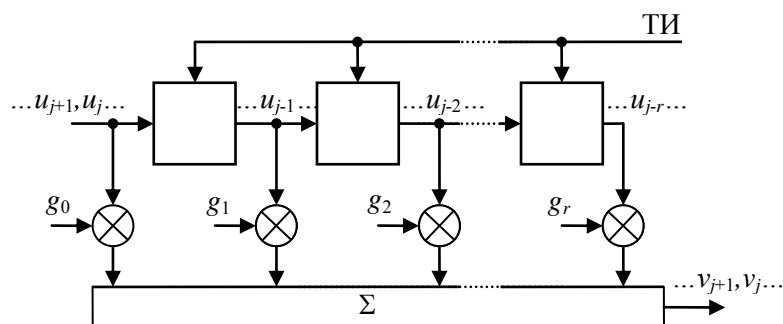 ТИ
...u_{j+1},u_j... ...u_{j-1}... ...u_{j-2}... ...u_{j-r}...
g_0 g_1 g_2 g_r
...v_{j+1},v_j...
Σ